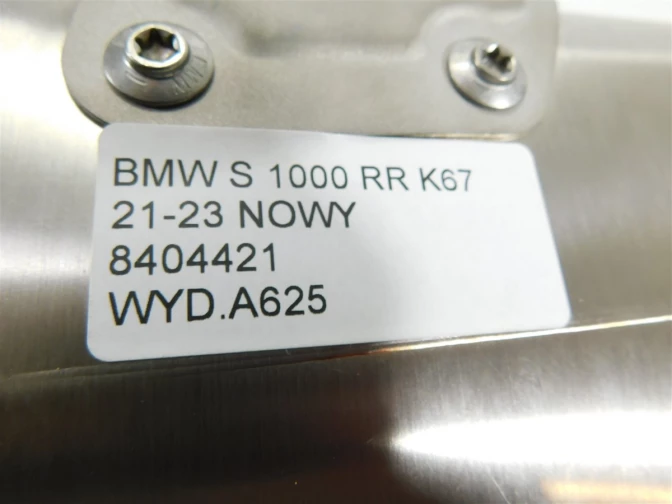 BMW S 1000 RR K67
21-23 NOWY
8404421
WYD.A625